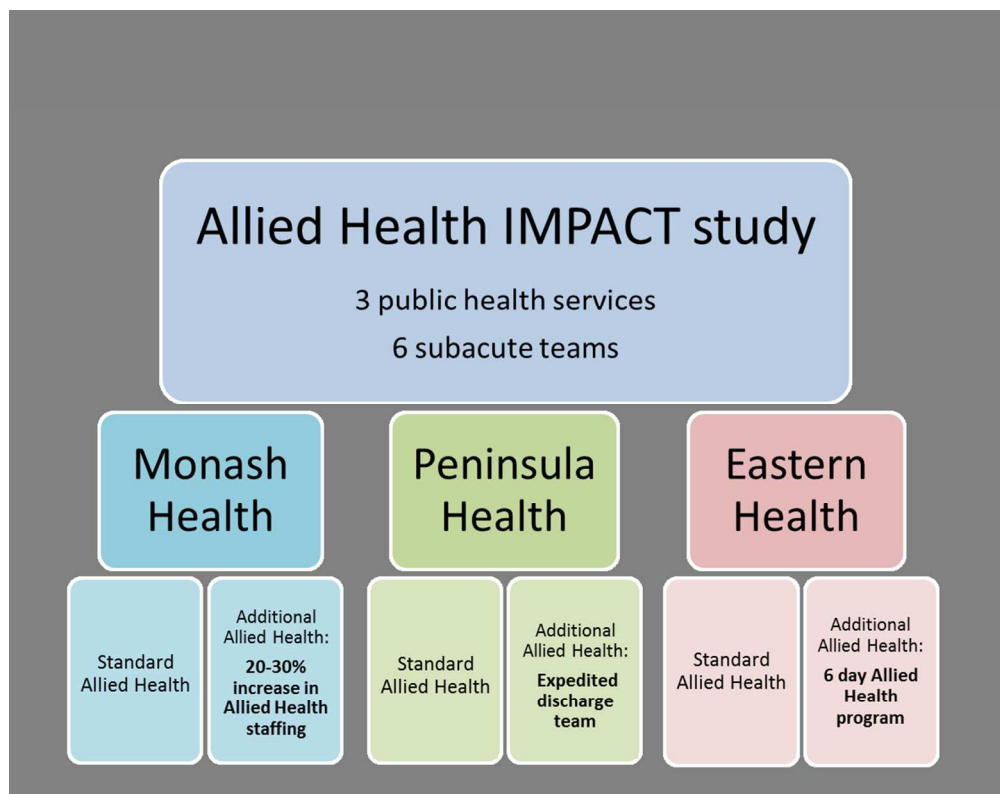 Allied Health IMPACT study
3 public health services
6 subacute teams
Monash
Health
Peninsula
Health
Eastern
Health
Standard
Allied Health
Additional
Allied Health:
20-30%
increase in
Allied Health
staffing
Standard
Allied Health
Additional
Allied Health:
Expedited
discharge
team
Standard
Allied Health
Additional
Allied Health:
6 day Allied
Health
program